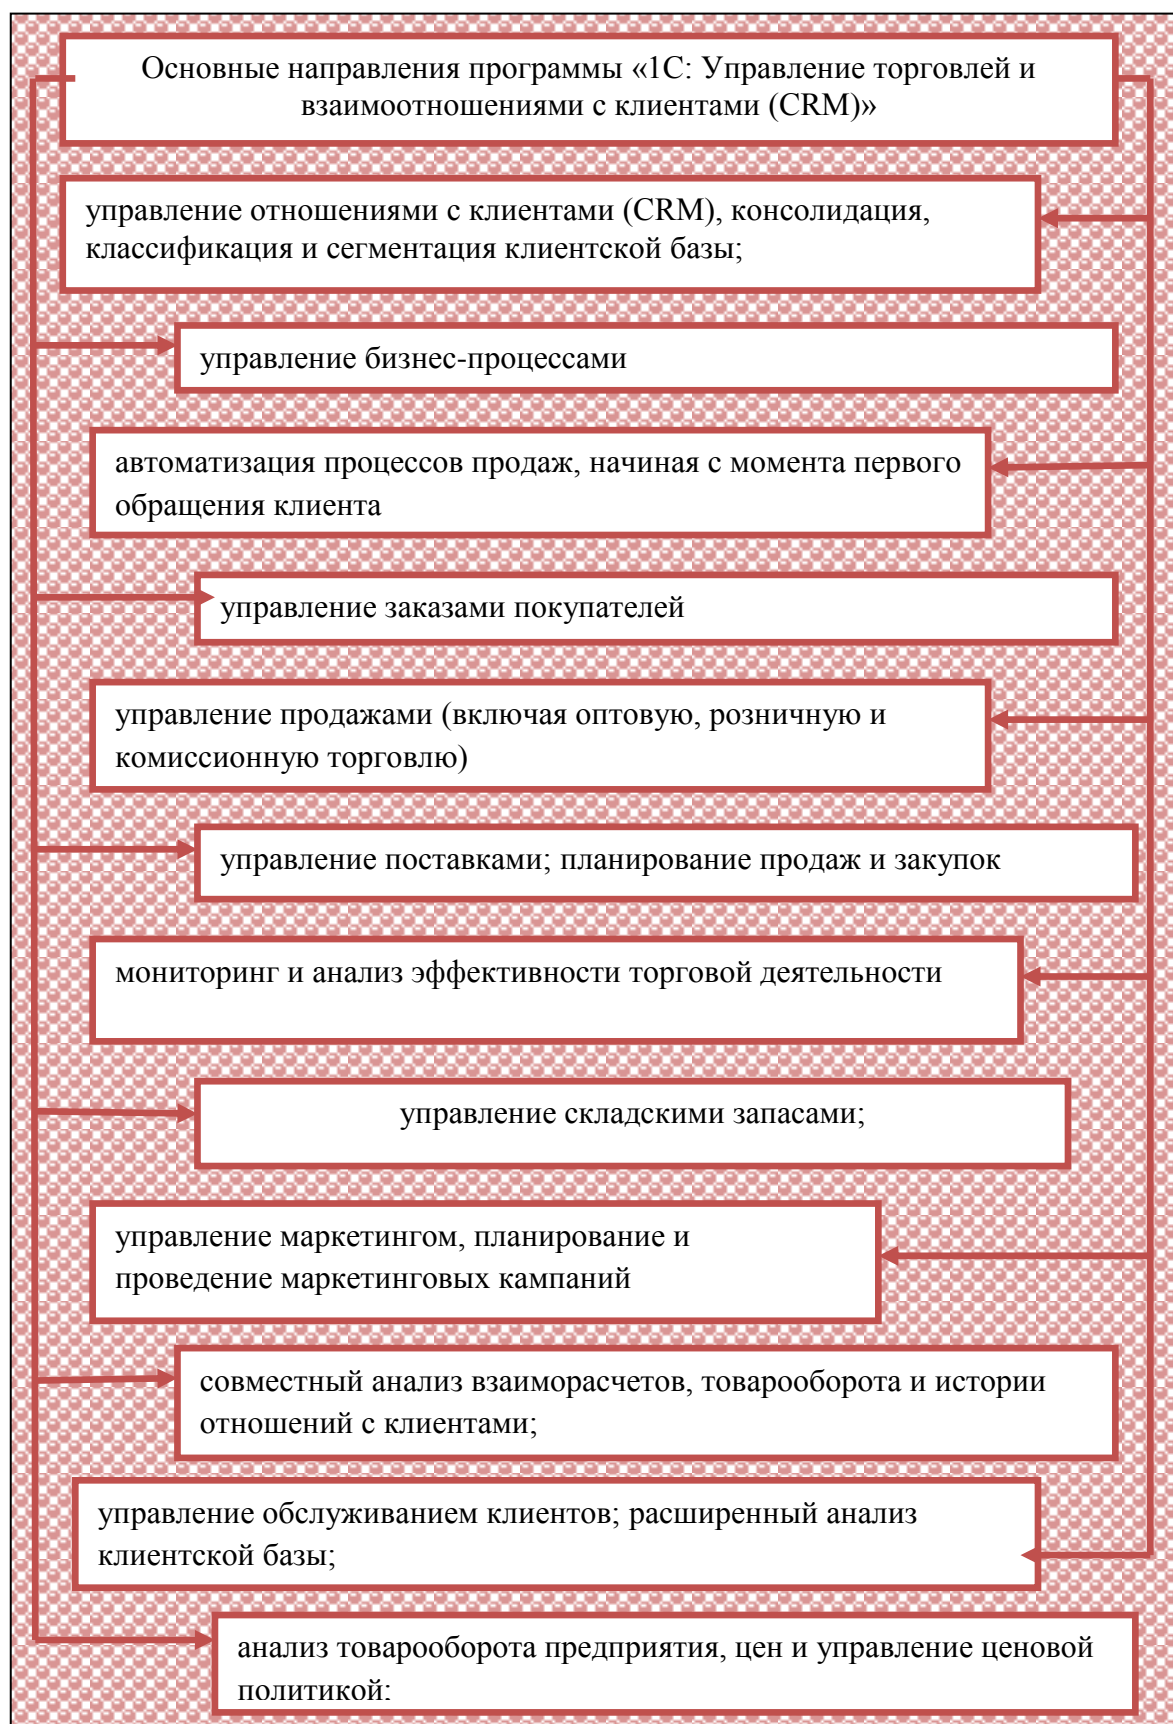 Основные направления программы «1С: Управление торговлей и
взаимоотношениями с клиентами (CRM)»
управление отношениями с клиентами (CRM), консолидация,
классификация и сегментация клиентской базы;
управление бизнес-процессами
автоматизация процессов продаж, начиная с момента первого
обращения клиента
управление заказами покупателей
управление продажами (включая оптовую, розничную и
комиссионную торговлю)
управление поставками; планирование продаж и закупок
мониторинг и анализ эффективности торговой деятельности
управление складскими запасами;
управление маркетингом, планирование и
проведение маркетинговых кампаний
совместный анализ взаиморасчетов, товарооборота и истории
отношений с клиентами;
управление обслуживанием клиентов; расширенный анализ
клиентской базы;
анализ товарооборота предприятия, цен и управление ценовой
политикой: